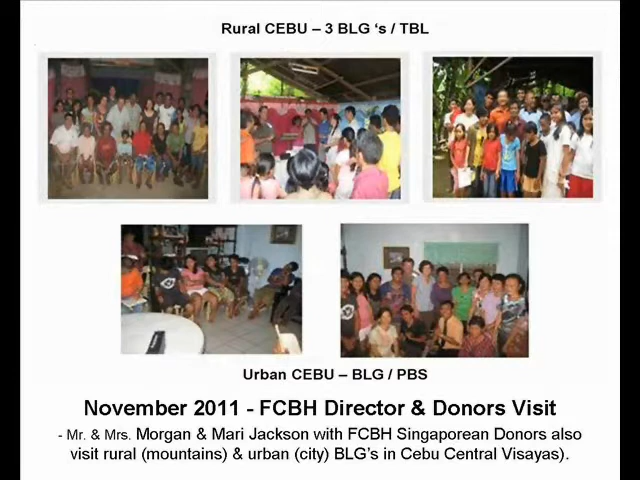 Rural CEBU – 3 BLG ‘s / TBL
Urban CEBU – BLG / PBS
November 2011 - FCBH Director & Donors Visit
- Mr. & Mrs. Morgan & Mari Jackson with FCBH Singaporean Donors also
visit rural (mountains) & urban (city) BLG’s in Cebu Central Visayas).